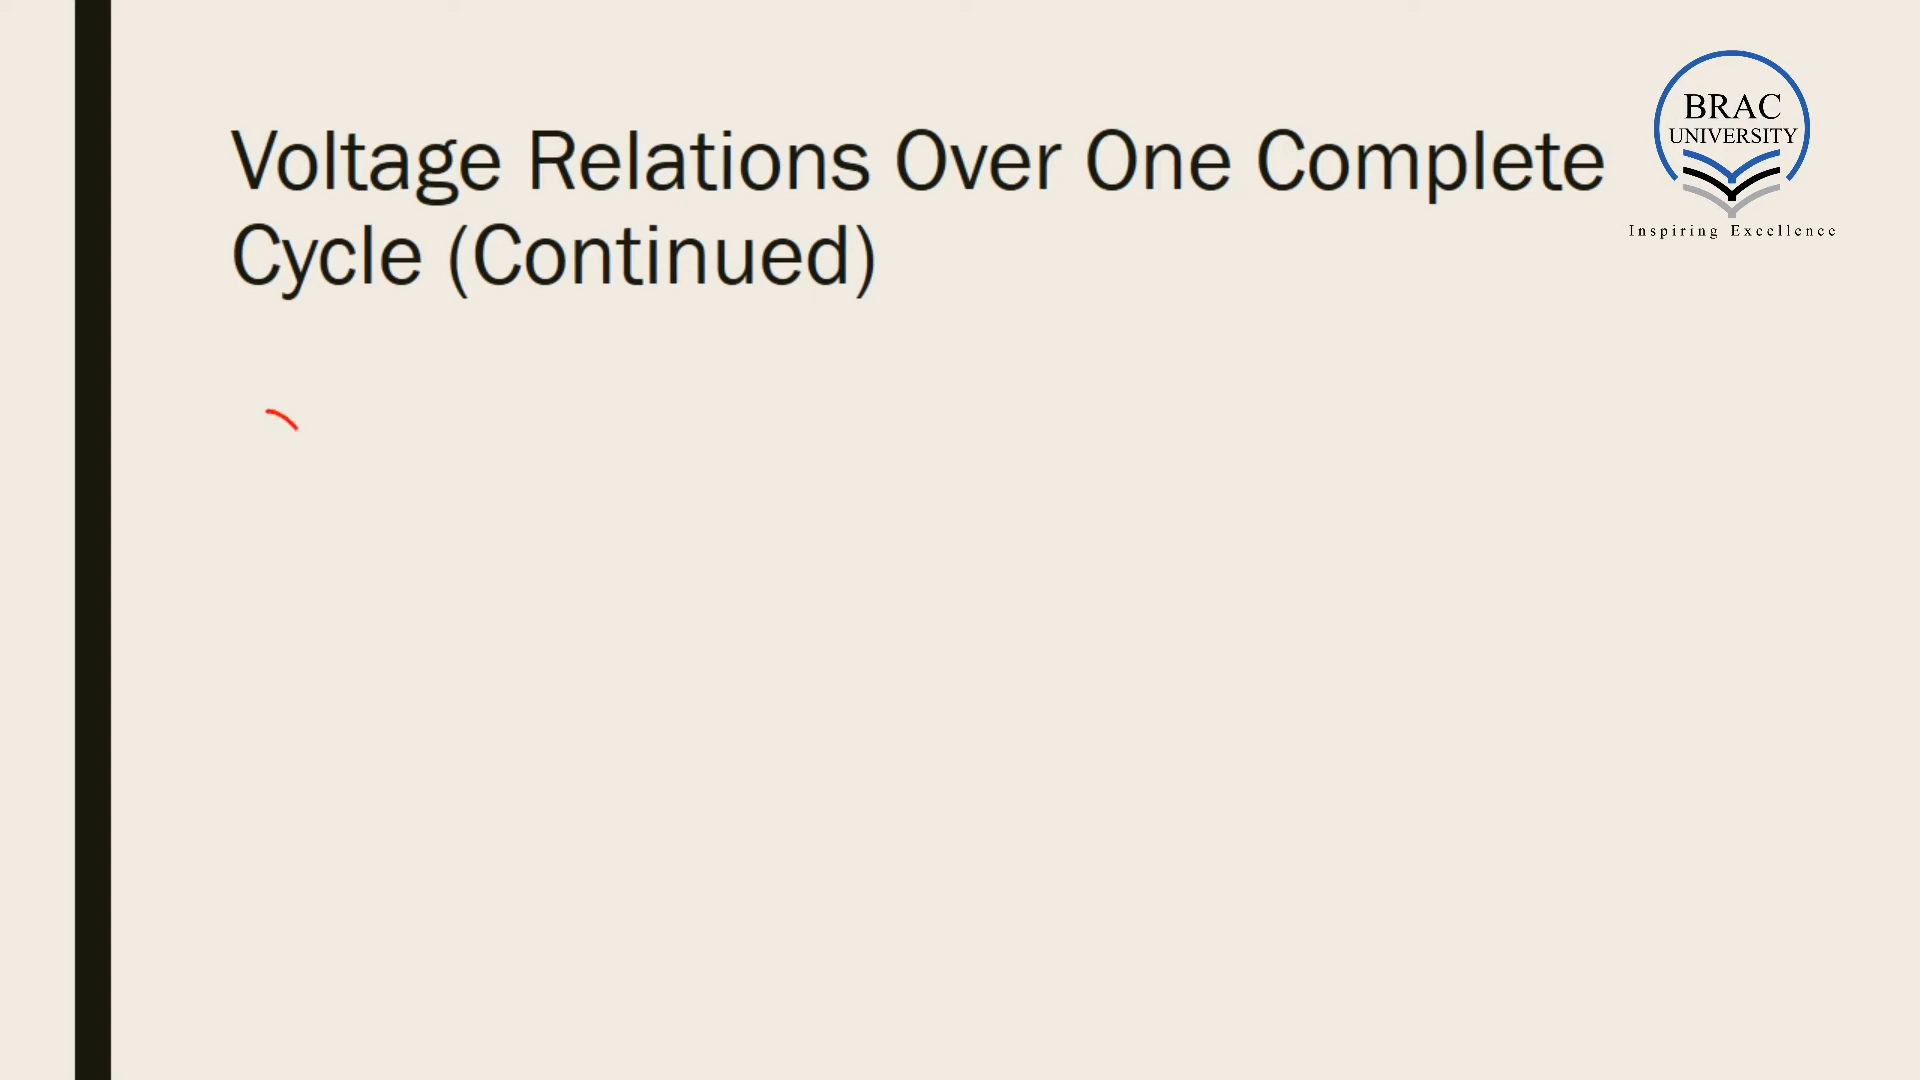 Voltage Relations Over One Complete
Cycle (Continued)
BRAC
UNIVERSITY
Inspiring Excellence